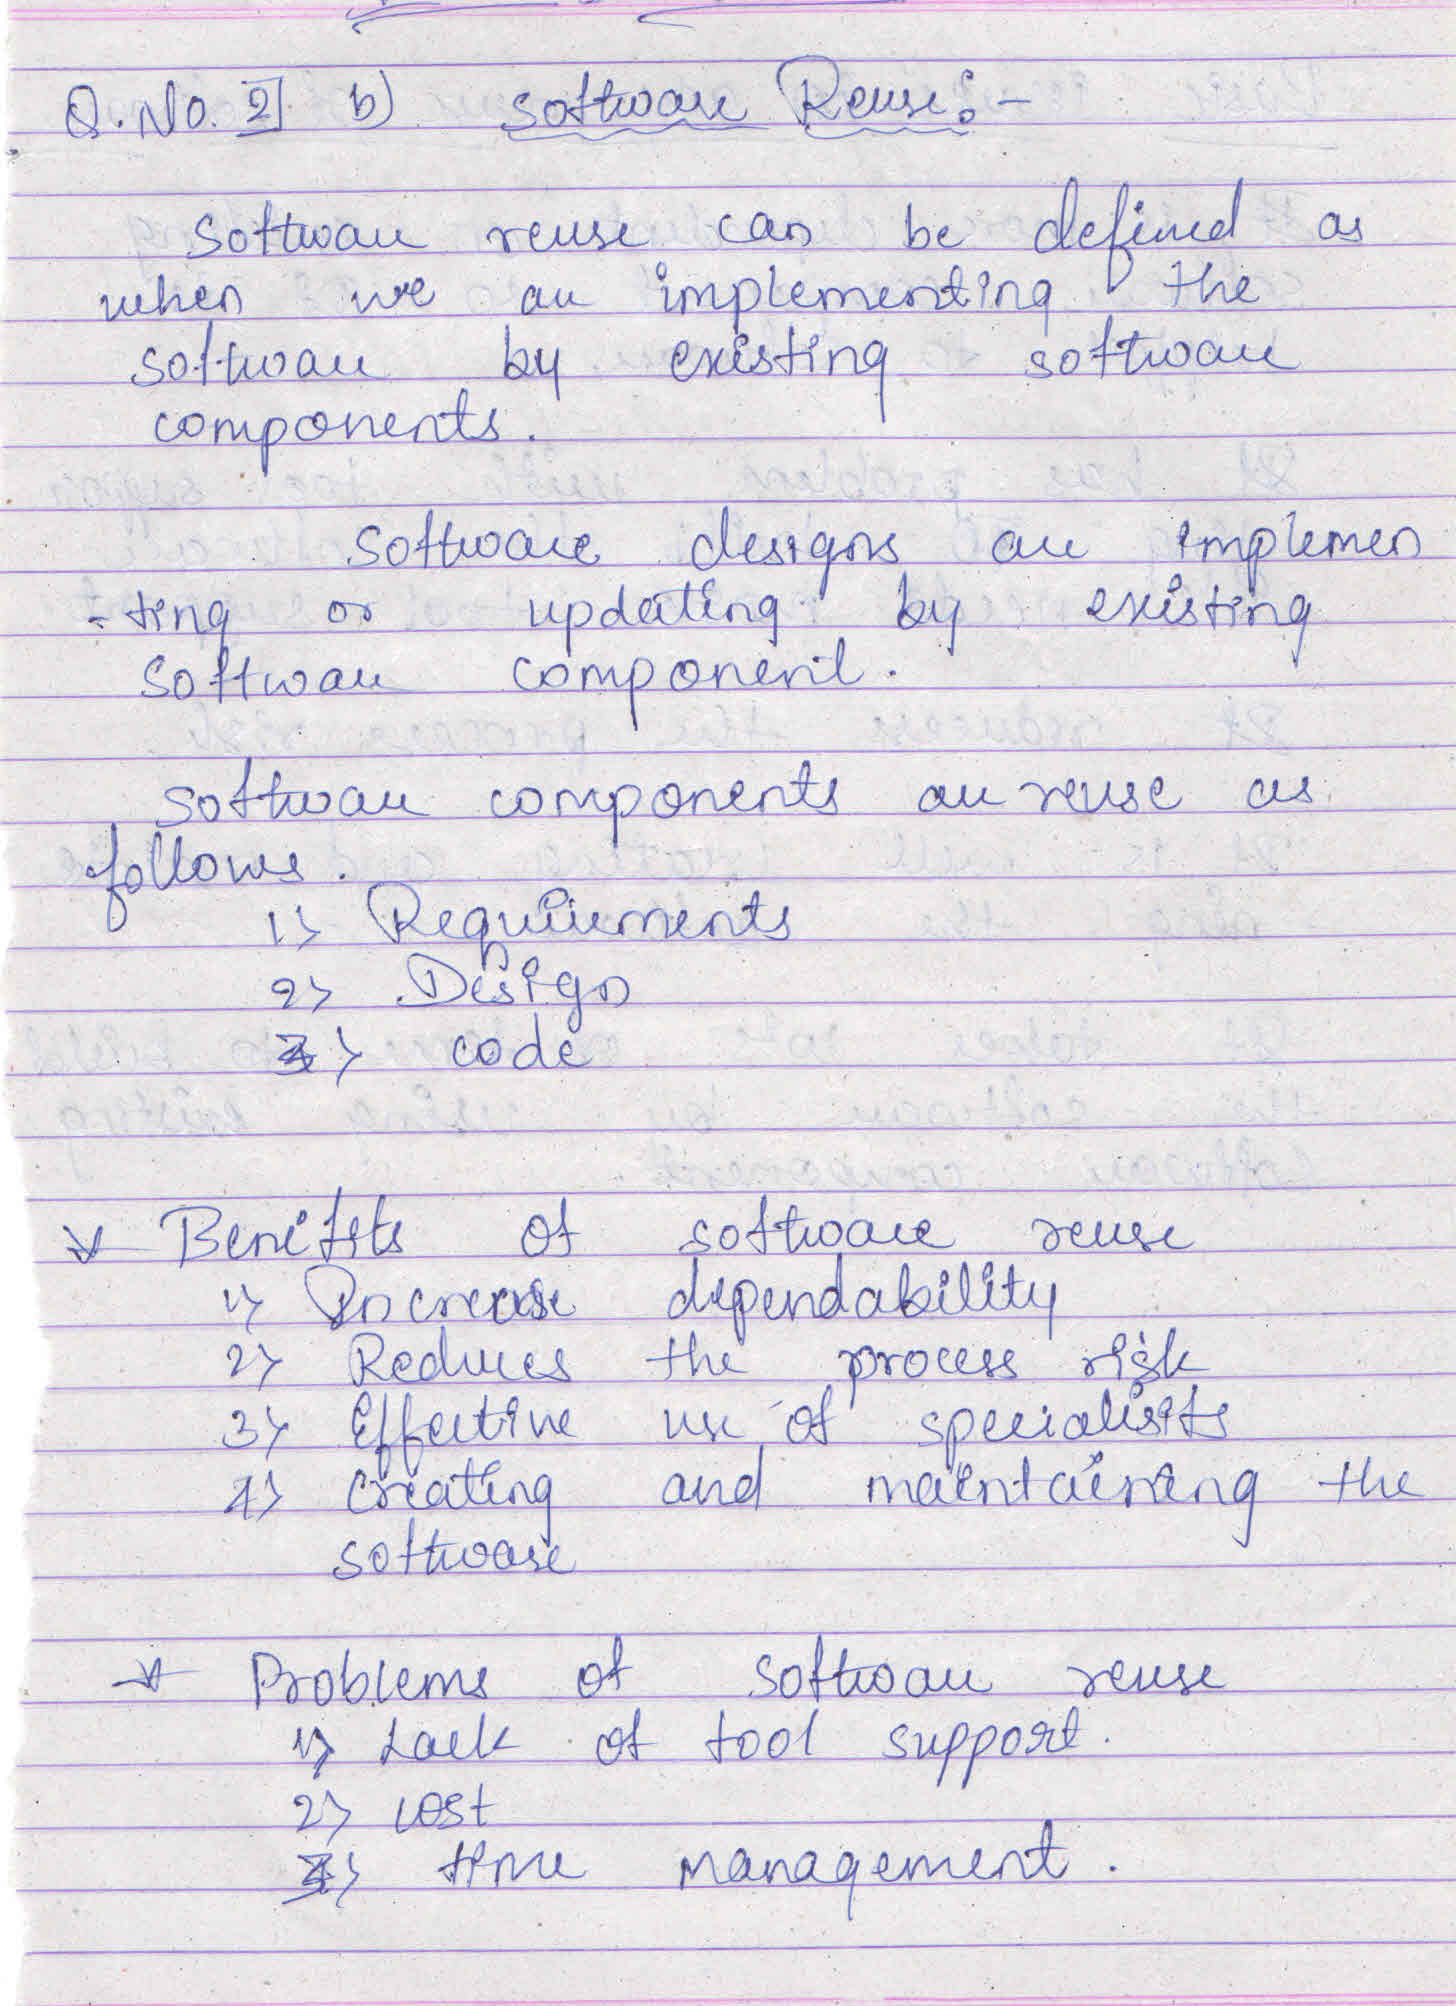 Q. No. 2] b) Software Reuse:-
Software reuse can be defined as
when we are implementing the
software by existing software
components.
Software designs are implemen
-ting or updating by existing
software component.
Software components are reuse as
follows.
1> Requirements
2> Design
3> code
Benifits of software reuse
1> Increase dependability
2> Reduces the process risk
3> Effective use of specialists
4> creating and maintaining the
software
Problems of software reuse
1> Lack of tool support.
2> cost
3> time management.